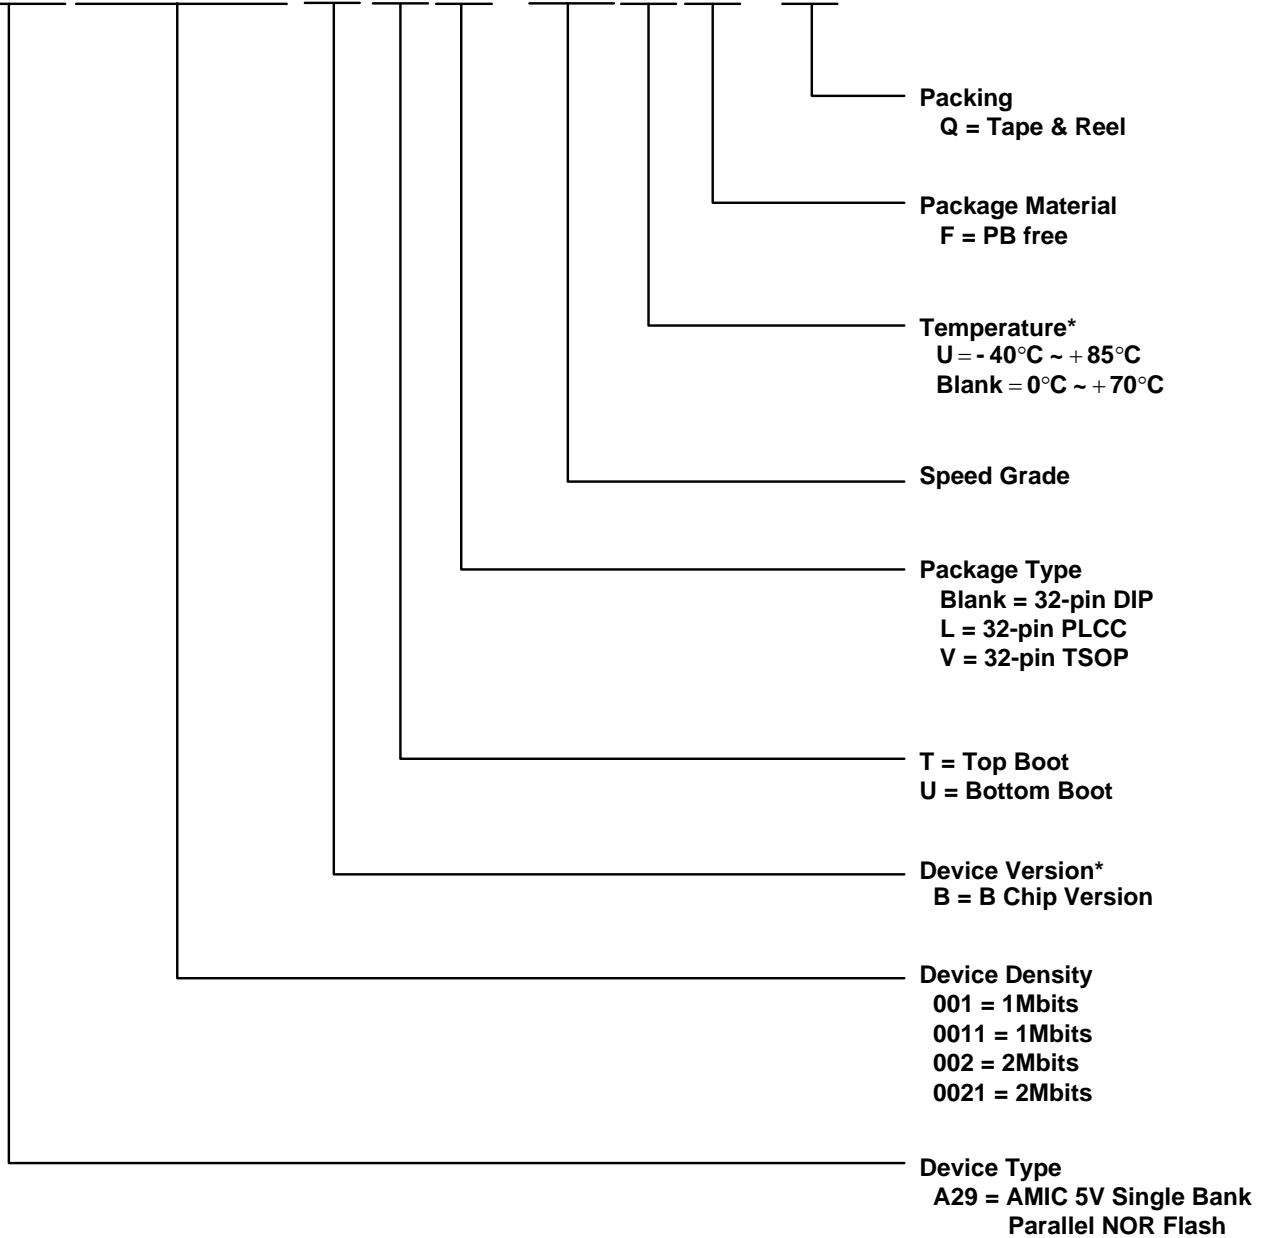 Packing
Q = Tape & Reel
Package Material
F = PB free
Temperature*
U = - 40°C ~ + 85°C
Blank = 0°C ~ + 70°C
Speed Grade
Package Type
Blank = 32-pin DIP
L = 32-pin PLCC
V = 32-pin TSOP
T = Top Boot
U = Bottom Boot
Device Version*
B = B Chip Version
Device Density
001 = 1Mbits
0011 = 1Mbits
002 = 2Mbits
0021 = 2Mbits
Device Type
A29 = AMIC 5V Single Bank
Parallel NOR Flash